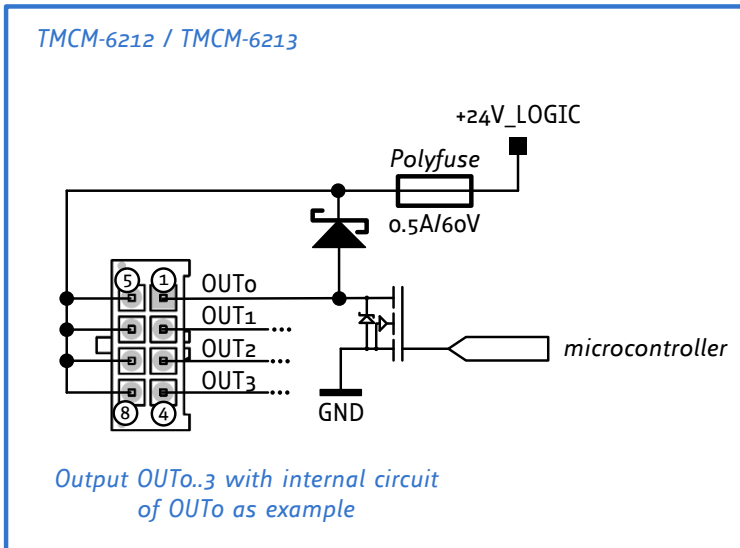 TMCM-6212 / TMCM-6213
+24V_LOGIC
Polyfuse
0.5A/60V
5 1 OUT0
OUT1 ...
OUT2 ...
OUT3 ...
8 4
GND
microcontroller
Output OUT0..3 with internal circuit
of OUT0 as example